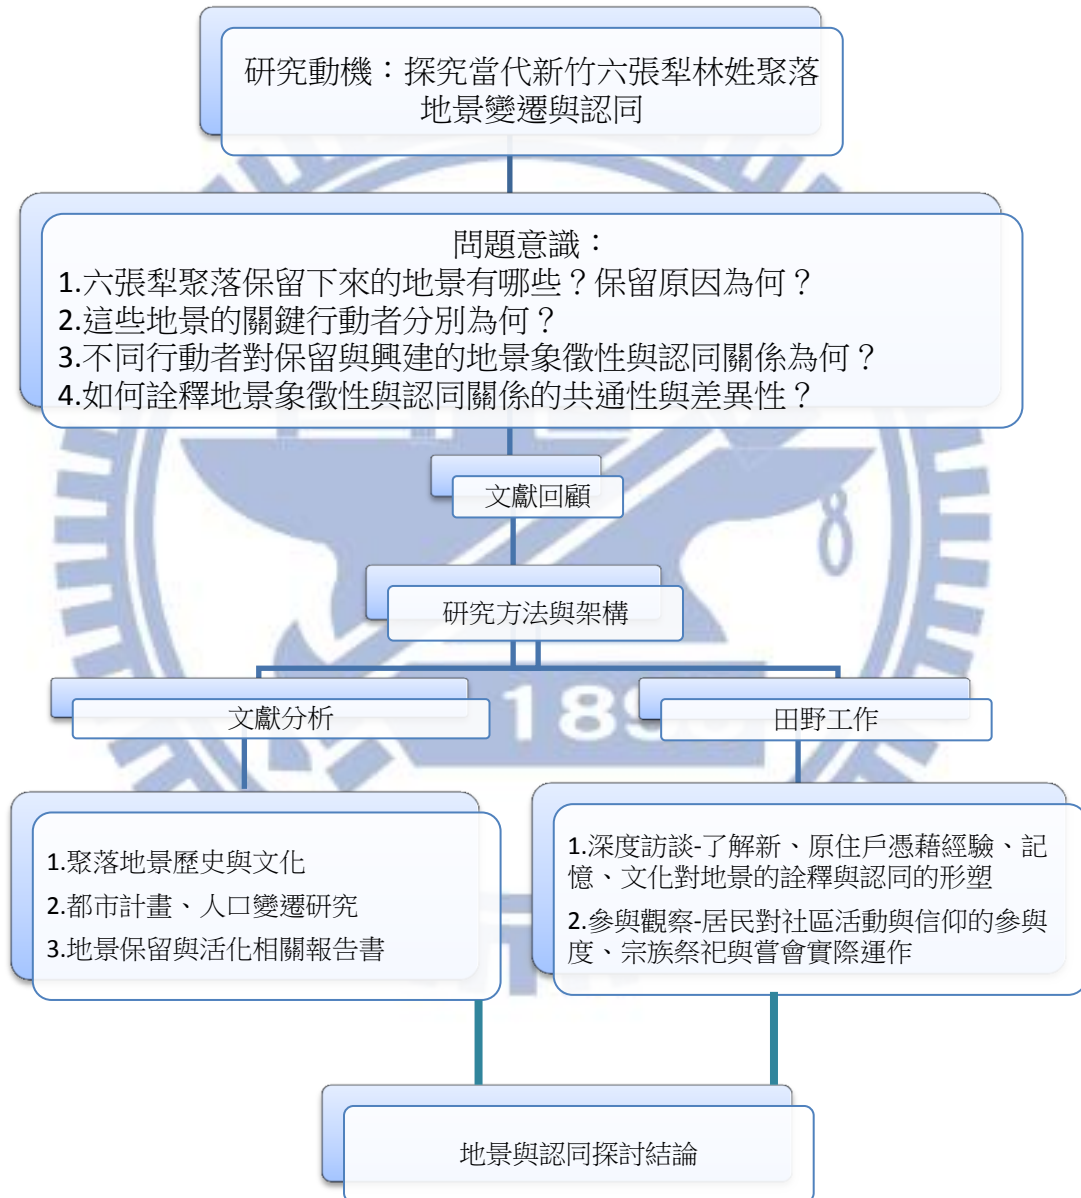 研究動機：探究當代新竹六張犁林姓聚落
地景變遷與認同
問題意識：
1.六張犁聚落保留下來的地景有哪些？保留原因為何？
2.這些地景的關鍵行動者分別為何？
3.不同行動者對保留與興建的地景象徵性與認同關係為何？
4.如何詮釋地景象徵性與認同關係的共通性與差異性？
文獻回顧
研究方法與架構
文獻分析
田野工作
1.聚落地景歷史與文化
2.都市計畫、人口變遷研究
3.地景保留與活化相關報告書
1.深度訪談-了解新、原住戶憑藉經驗、記
憶、文化對地景的詮釋與認同的形塑
2.參與觀察-居民對社區活動與信仰的參與
度、宗族祭祀與嘗會實際運作
地景與認同探討結論